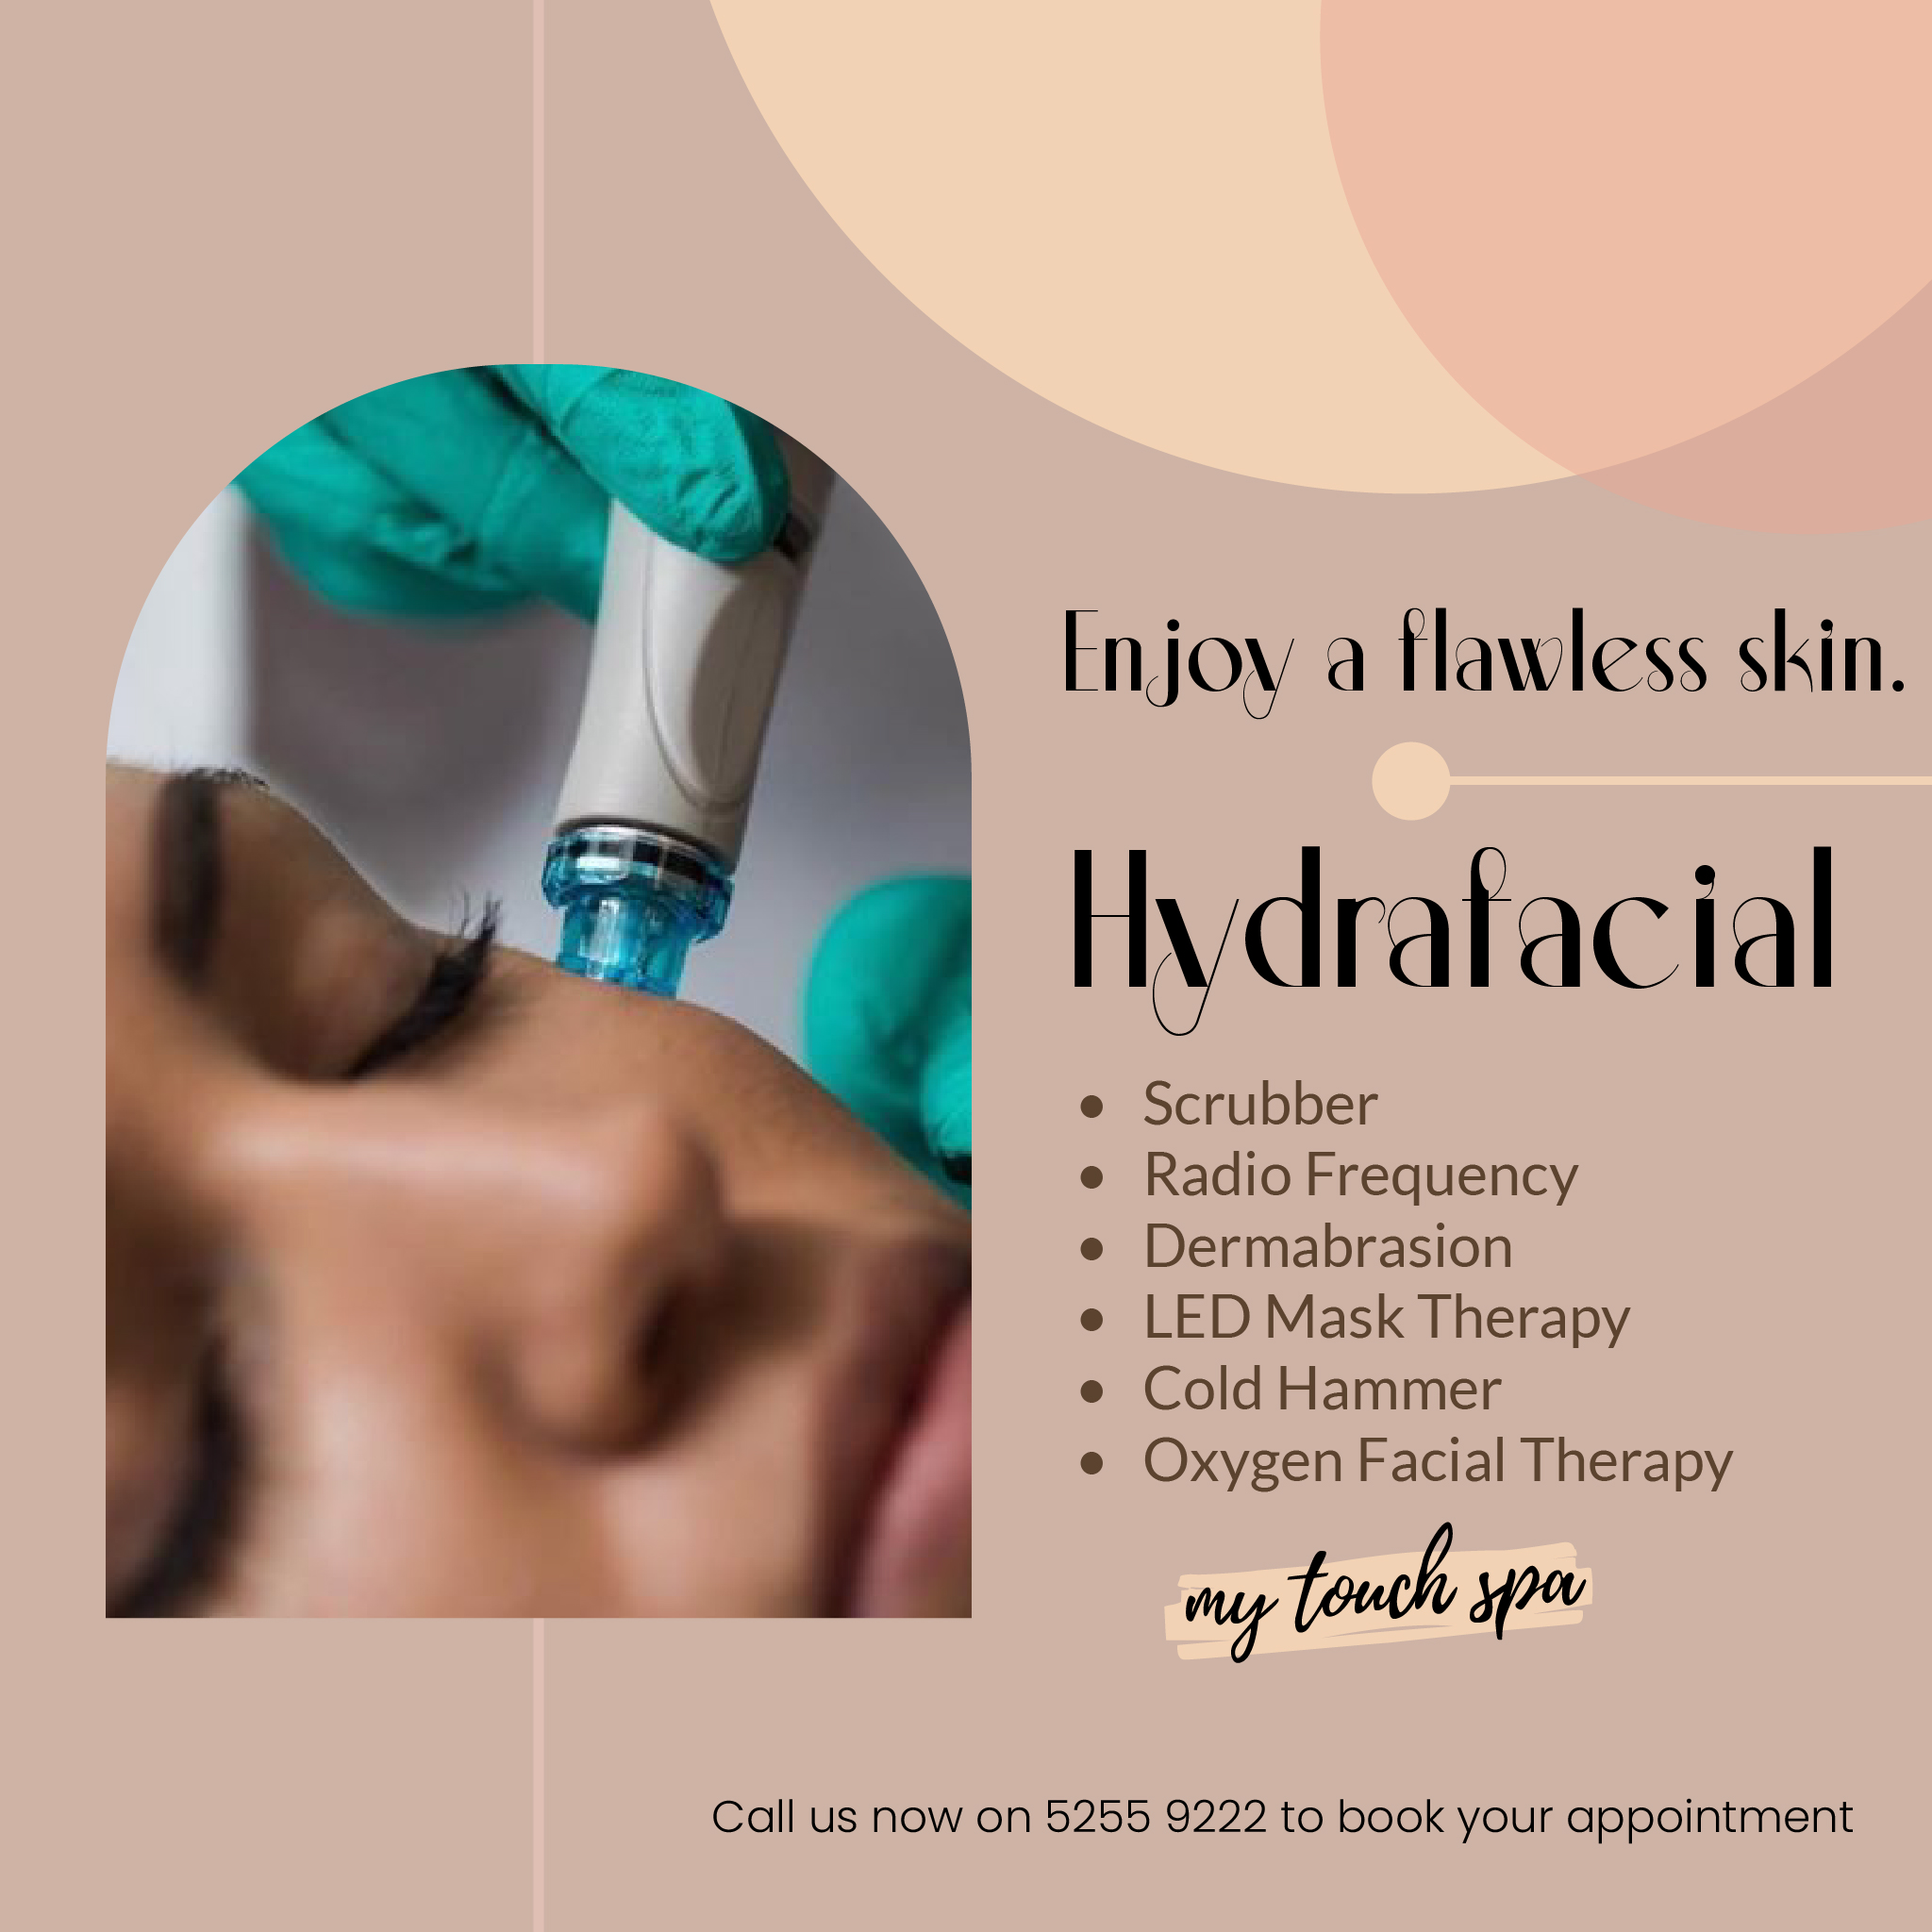 Enjoy a flawless skin.
Hydrafacial
• Scrubber
• Radio Frequency
• Dermabrasion
• LED Mask Therapy
• Cold Hammer
• Oxygen Facial Therapy
my touch spa
Call us now on 5255 9222 to book your appointment